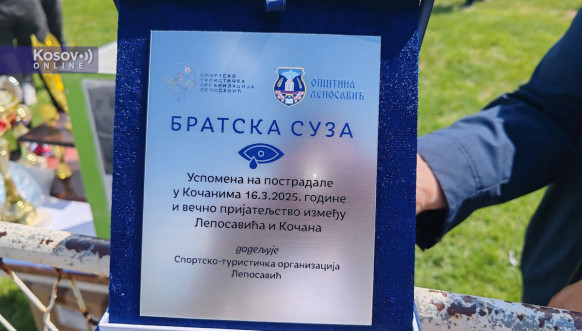 Kosovo
ONLINE
СПОРТСКО
ТУРИСТИЧКА
ОРГАНИЗАЦИЈА
ЛЕПОСАВИЋ
ОПШТИНА
ЛЕПОСАВИЋ
БРАТСКА СУЗА
Успомена на пострадале
у Кочанима 16.3.2025. године
и вечно пријатељство између
Лепосавића и Кочана
додељује
Спортско-туристичка организација
Лепосавић